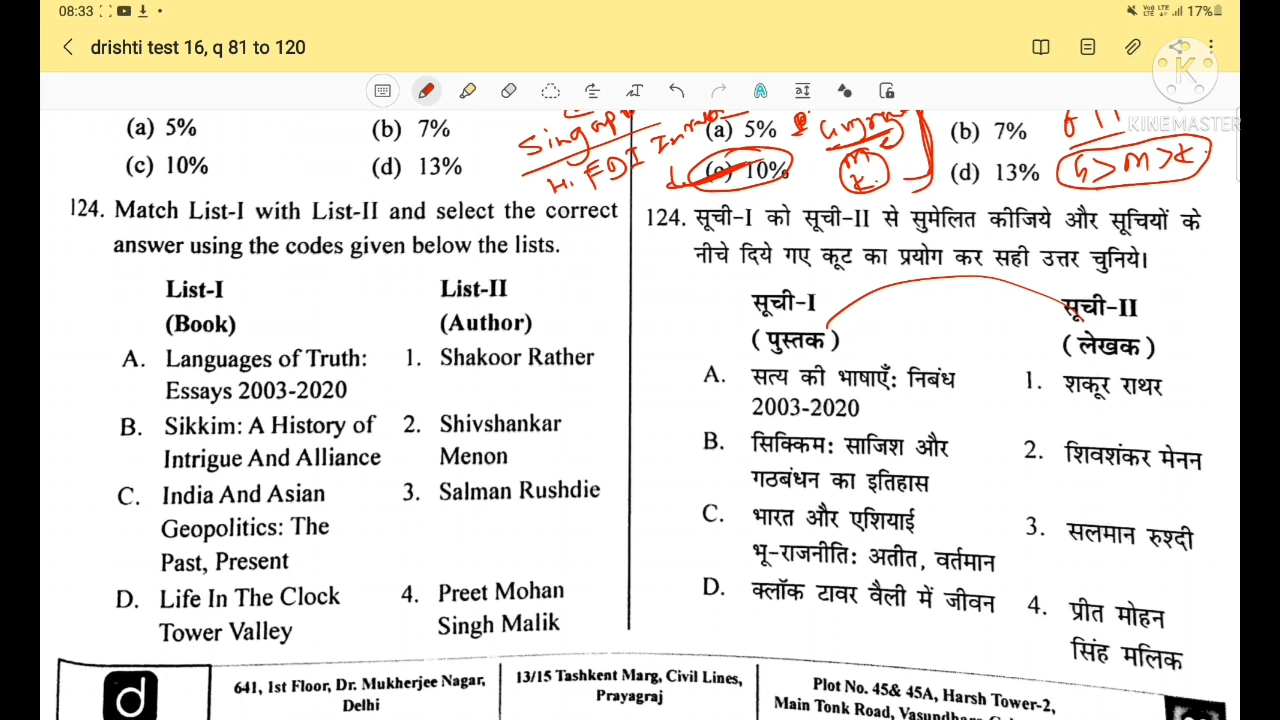 08:33
17%
drishti test 16, q 81 to 120
KINEMASTER
(a) 5% (b) 7%
(c) 10% (d) 13%
(a) 5% (b) 7%
(c) 10% (d) 13%
H. FDI
124. Match List-I with List-II and select the correct
answer using the codes given below the lists.
List-I List-II
(Book) (Author)
A. Languages of Truth: 1. Shakoor Rather
Essays 2003-2020
B. Sikkim: A History of 2. Shivshankar
Intrigue And Alliance Menon
C. India And Asian 3. Salman Rushdie
Geopolitics: The
Past, Present
D. Life In The Clock 4. Preet Mohan
Tower Valley Singh Malik
124. सूची-I को सूची-II से सुमेलित कीजिये और सूचियों के
नीचे दिये गए कूट का प्रयोग कर सही उत्तर चुनिये।
सूची-I सूची-II
(पुस्तक) (लेखक)
A. सत्य की भाषाएँ: निबंध 1. शकूर राथर
2003-2020
B. सिक्किम: साजिश और 2. शिवशंकर मेनन
गठबंधन का इतिहास
C. भारत और एशियाई 3. सलमान रुश्दी
भू-राजनीति: अतीत, वर्तमान
D. क्लॉक टावर वैली में जीवन 4. प्रीत मोहन
सिंह मलिक
641, 1st Floor, Dr. Mukherjee Nagar,
Delhi
13/15 Tashkent Marg, Civil Lines,
Prayagraj
Plot No. 45& 45A, Harsh Tower-2,
Main Tonk Road,